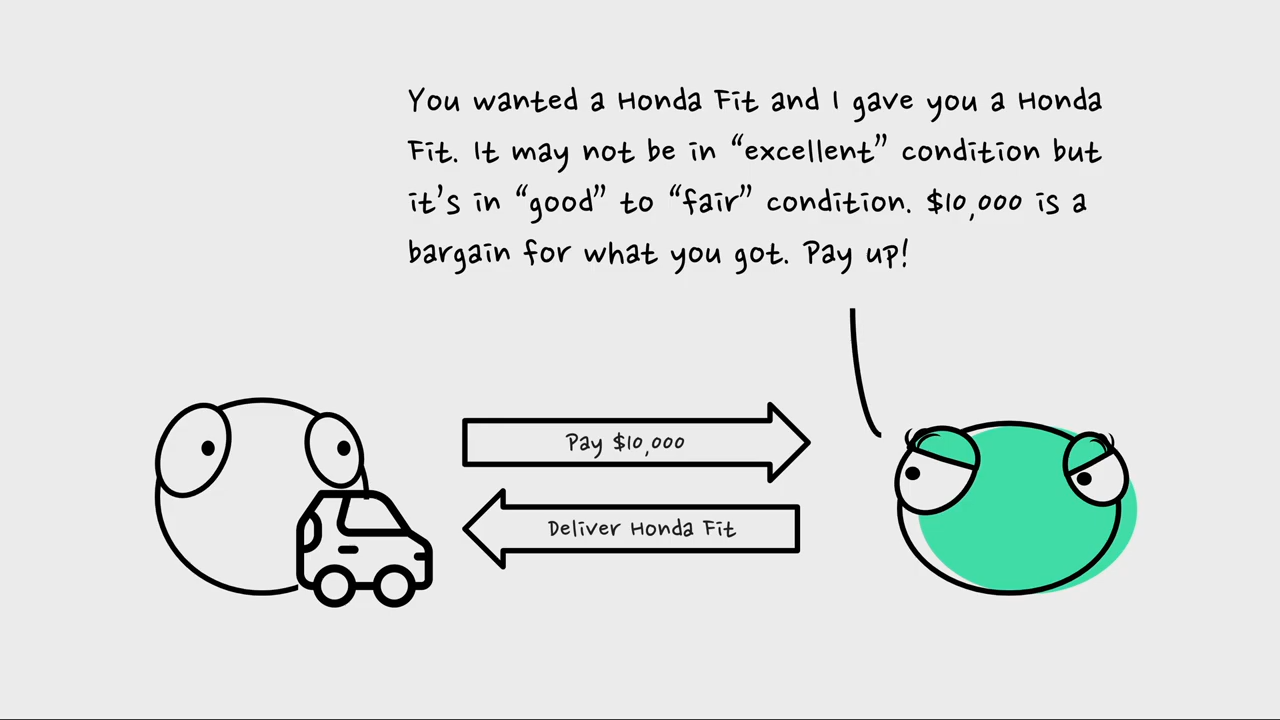 You wanted a Honda Fit and I gave you a Honda
Fit. It may not be in “excellent” condition but
it’s in “good” to “fair” condition. $10,000 is a
bargain for what you got. Pay up!
Pay $10,000
Deliver Honda Fit